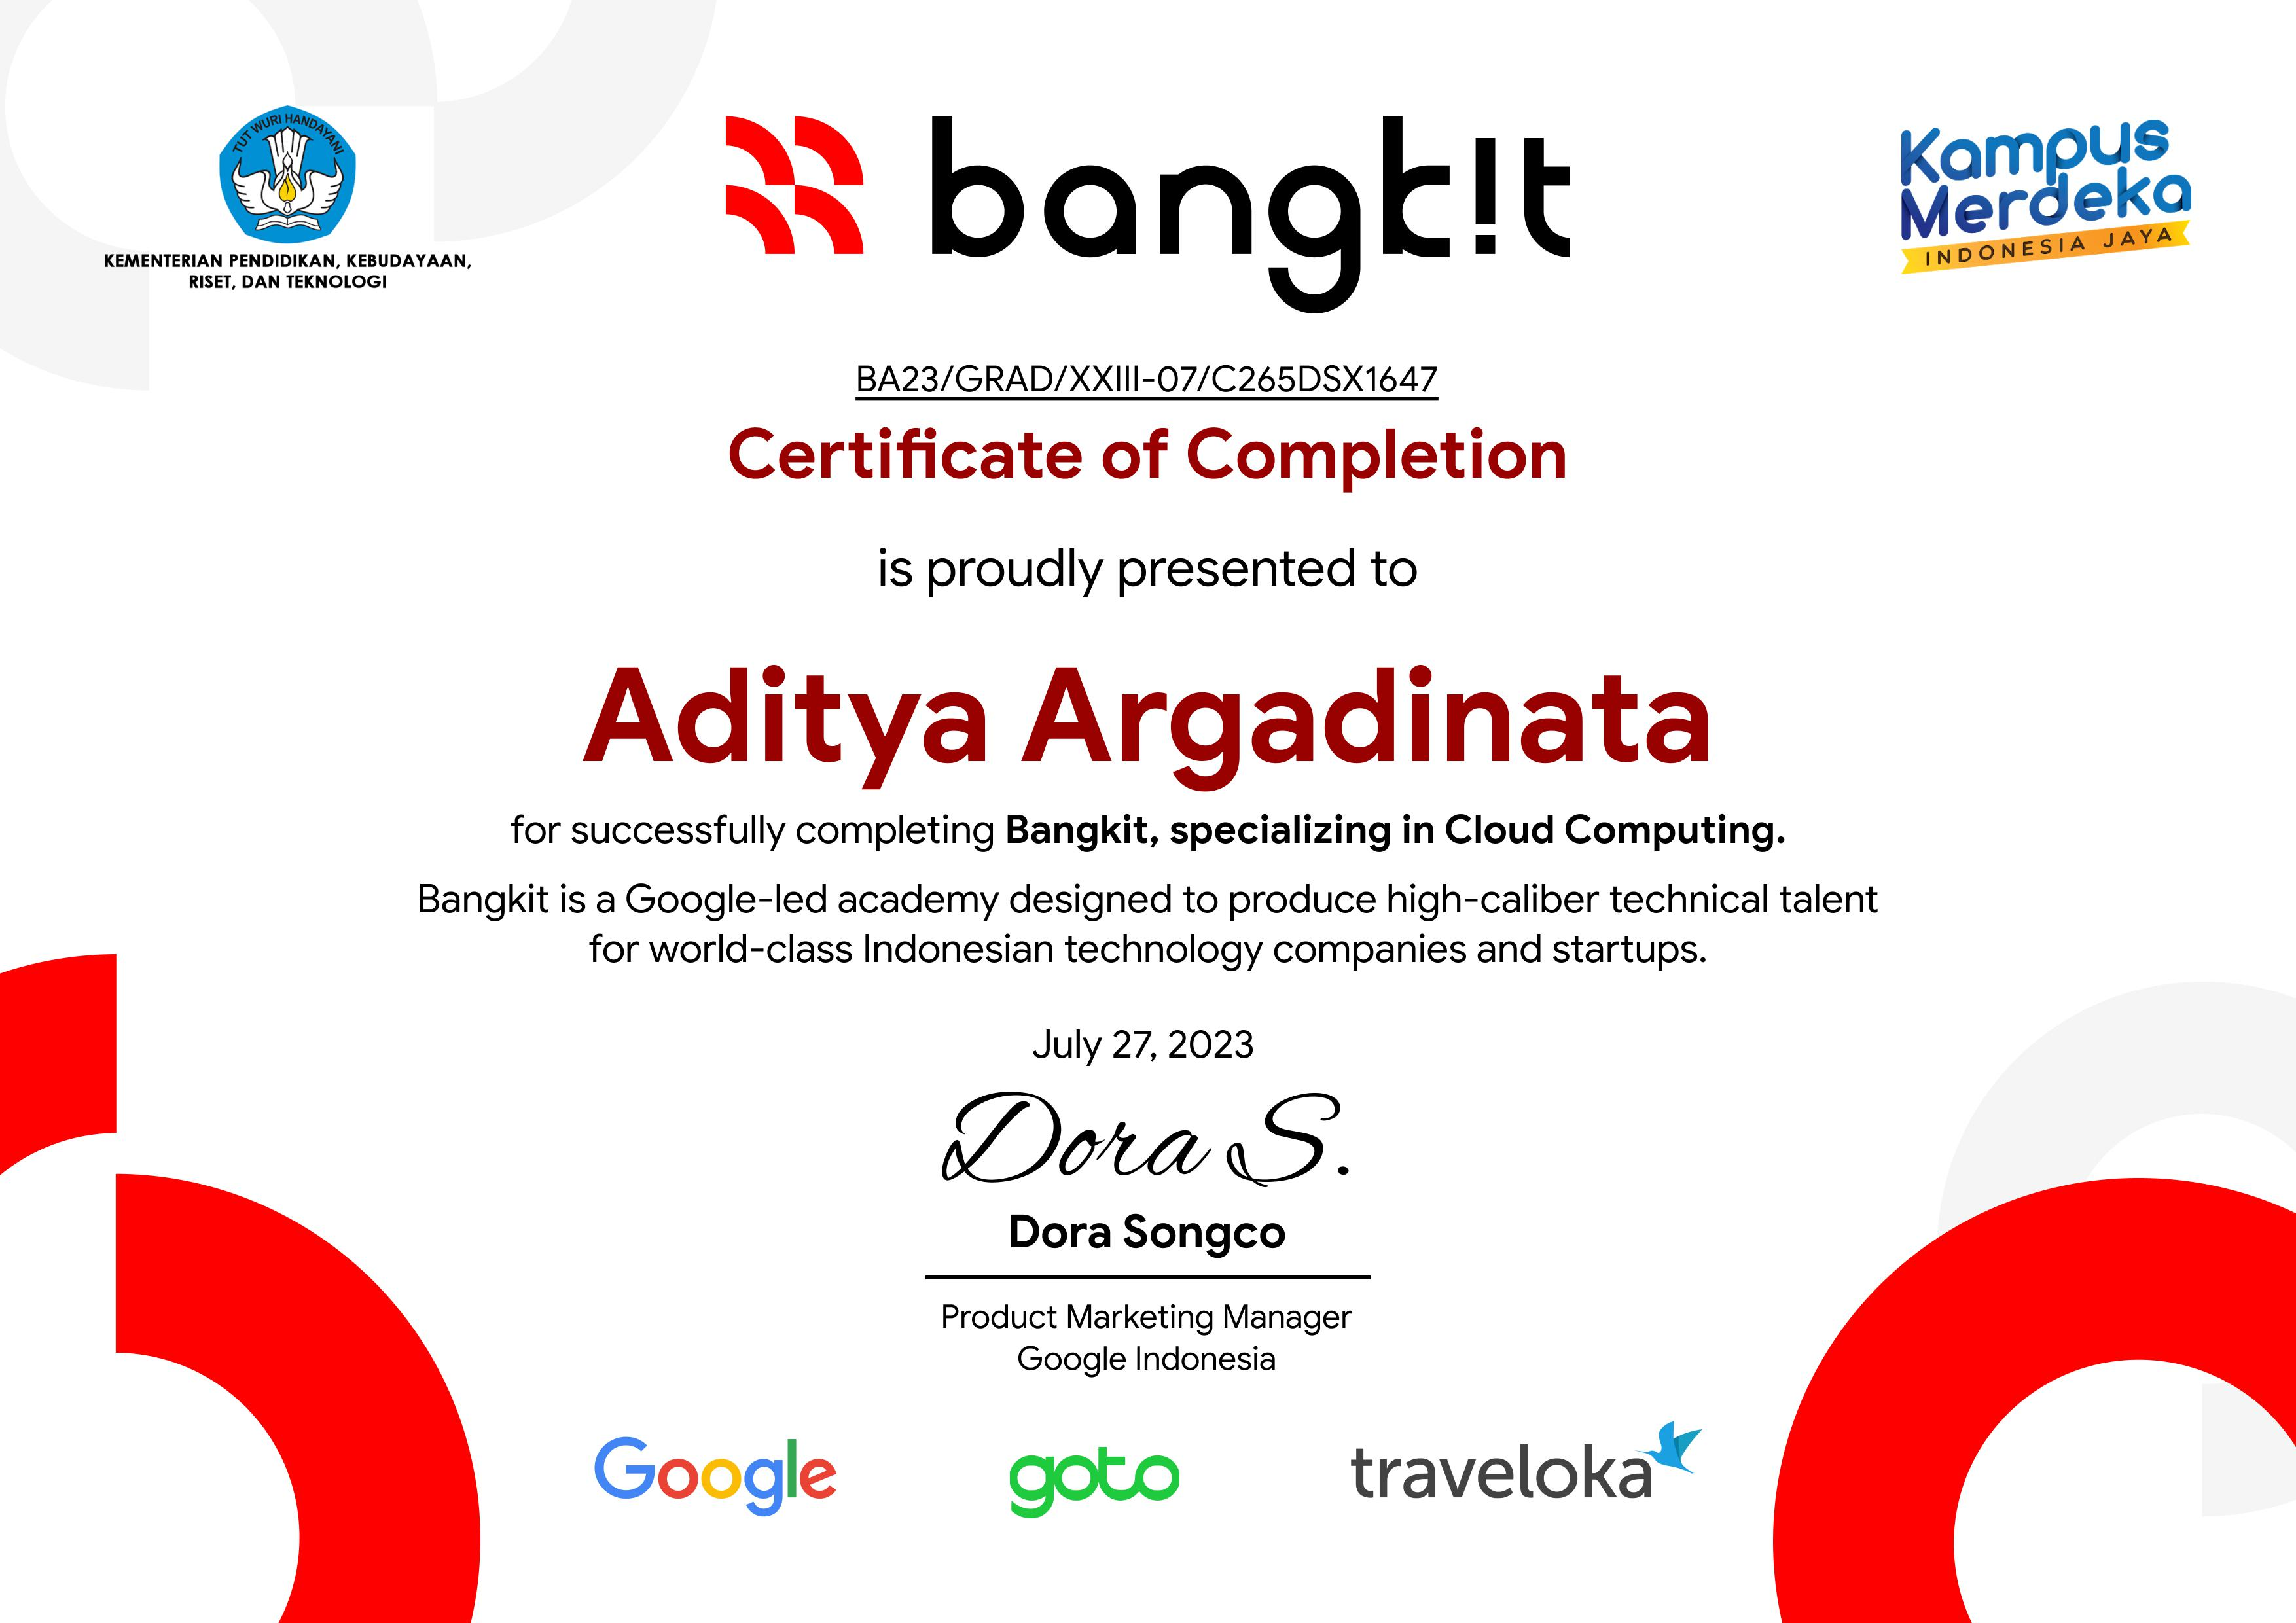 TUT WURI HANDAYANI
KEMENTERIAN PENDIDIKAN, KEBUDAYAAN,
RISET, DAN TEKNOLOGI
bangk!t
Kampus
Merdeka
INDONESIA JAYA
BA23/GRAD/XXIII-07/C265DSX1647
Certificate of Completion
is proudly presented to
Aditya Argadinata
for successfully completing Bangkit, specializing in Cloud Computing.
Bangkit is a Google-led academy designed to produce high-caliber technical talent
for world-class Indonesian technology companies and startups.
July 27, 2023
Dora S.
Dora Songco
Product Marketing Manager
Google Indonesia
Google
goto
traveloka